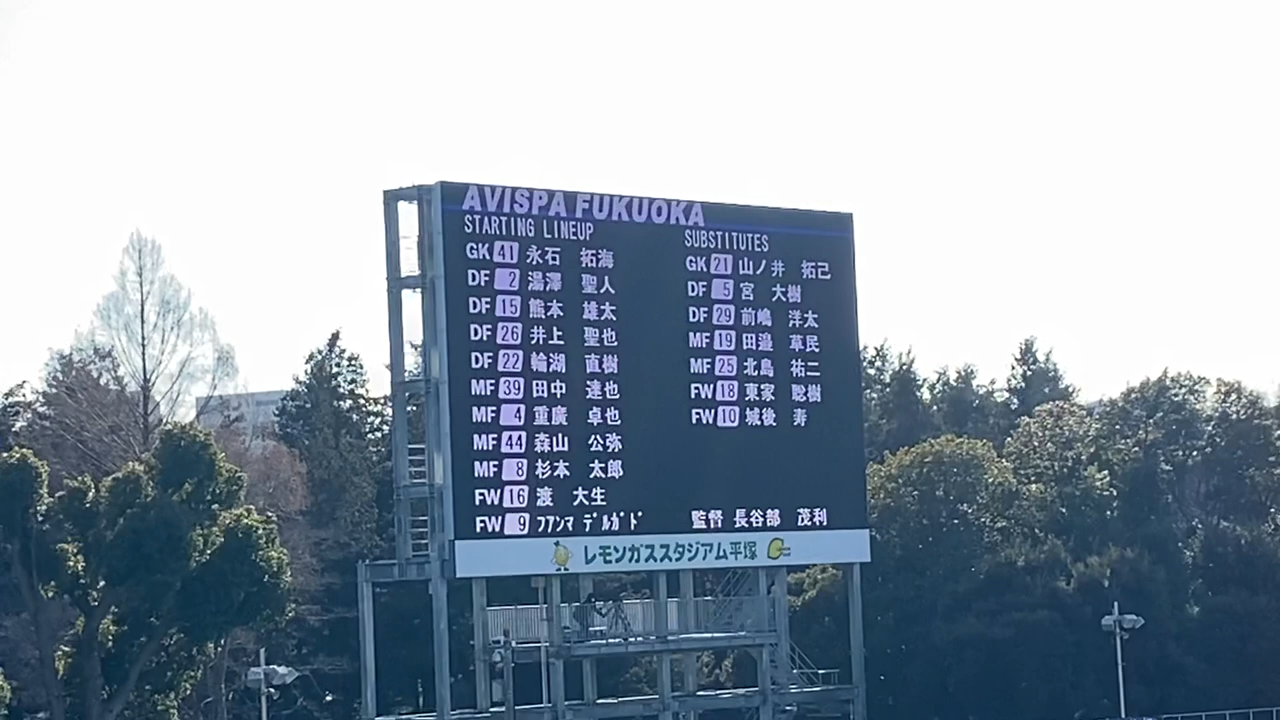 AVISPA FUKUOKA
STARTING LINEUP
GK 41 永石 拓海
DF 2 湯澤 聖人
DF 15 熊本 雄太
DF 26 井上 聖也
DF 22 輪湖 直樹
MF 39 田中 達也
MF 4 重廣 卓也
MF 44 森山 公弥
MF 8 杉本 太郎
FW 16 渡 大生
FW 9 フアンマ デルガド
SUBSTITUTES
GK 21 山ノ井 拓己
DF 5 宮 大樹
DF 29 前嶋 洋太
MF 19 田邉 草民
MF 25 北島 祐二
FW 18 東家 聡樹
FW 10 城後 寿
監督 長谷部 茂利
レモンガススタジアム平塚